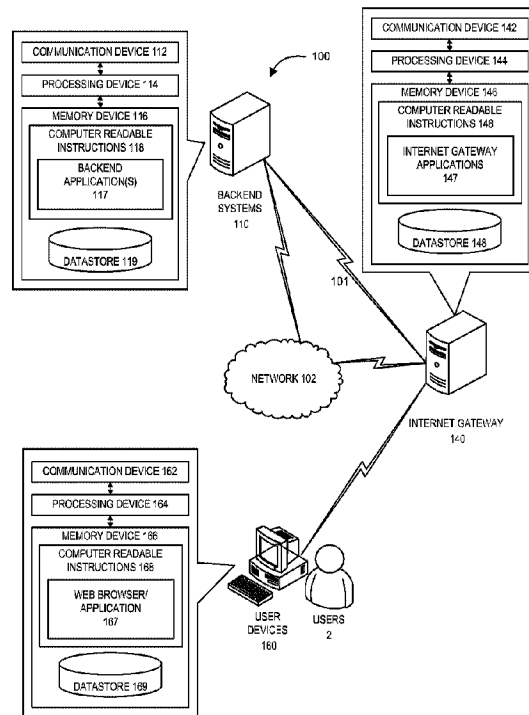 COMMUNICATION DEVICE 112
PROCESSING DEVICE 114
MEMORY DEVICE 116
COMPUTER READABLE
INSTRUCTIONS 118
BACKEND
APPLICATION(S)
117
DATASTORE 119
100
BACKEND
SYSTEMS
110
COMMUNICATION DEVICE 142
PROCESSING DEVICE 144
MEMORY DEVICE 146
COMPUTER READABLE
INSTRUCTIONS 148
INTERNET GATEWAY
APPLICATIONS
147
DATASTORE 148
101
NETWORK 102
INTERNET GATEWAY
140
COMMUNICATION DEVICE 162
PROCESSING DEVICE 164
MEMORY DEVICE 166
COMPUTER READABLE
INSTRUCTIONS 168
WEB BROWSER/
APPLICATION
167
DATASTORE 169
USER
DEVICES
160
USERS
2